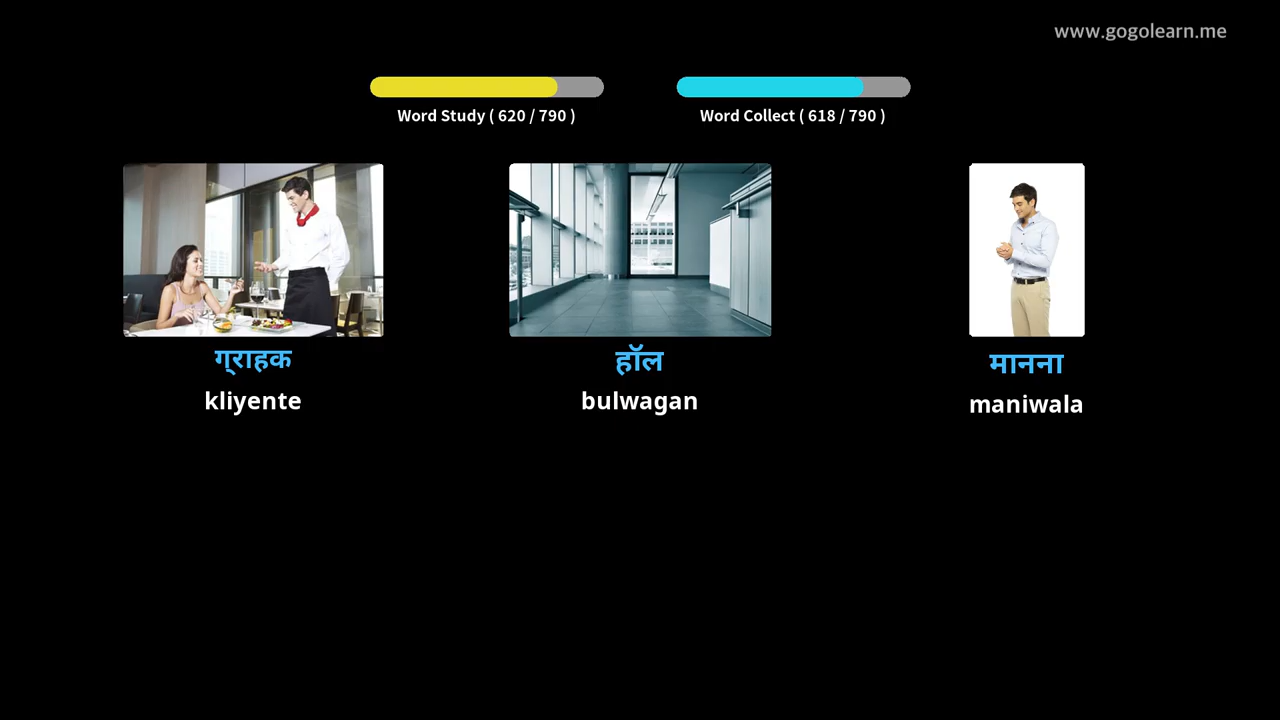 www.gogolearn.me
Word Study ( 620 / 790 )
Word Collect ( 618 / 790 )
ग्राहक
kliyente
हॉल
bulwagan
मानना
maniwala